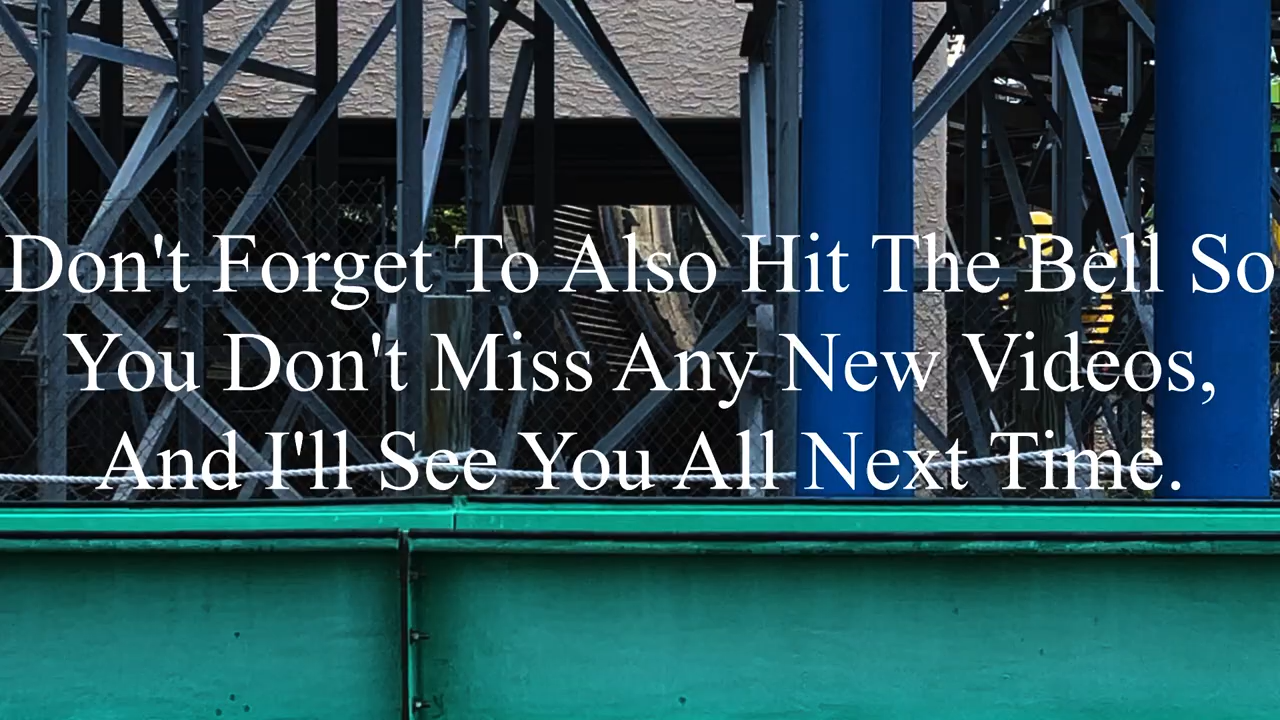 Don't Forget To Also Hit The Bell So
You Don't Miss Any New Videos,
And I'll See You All Next Time.